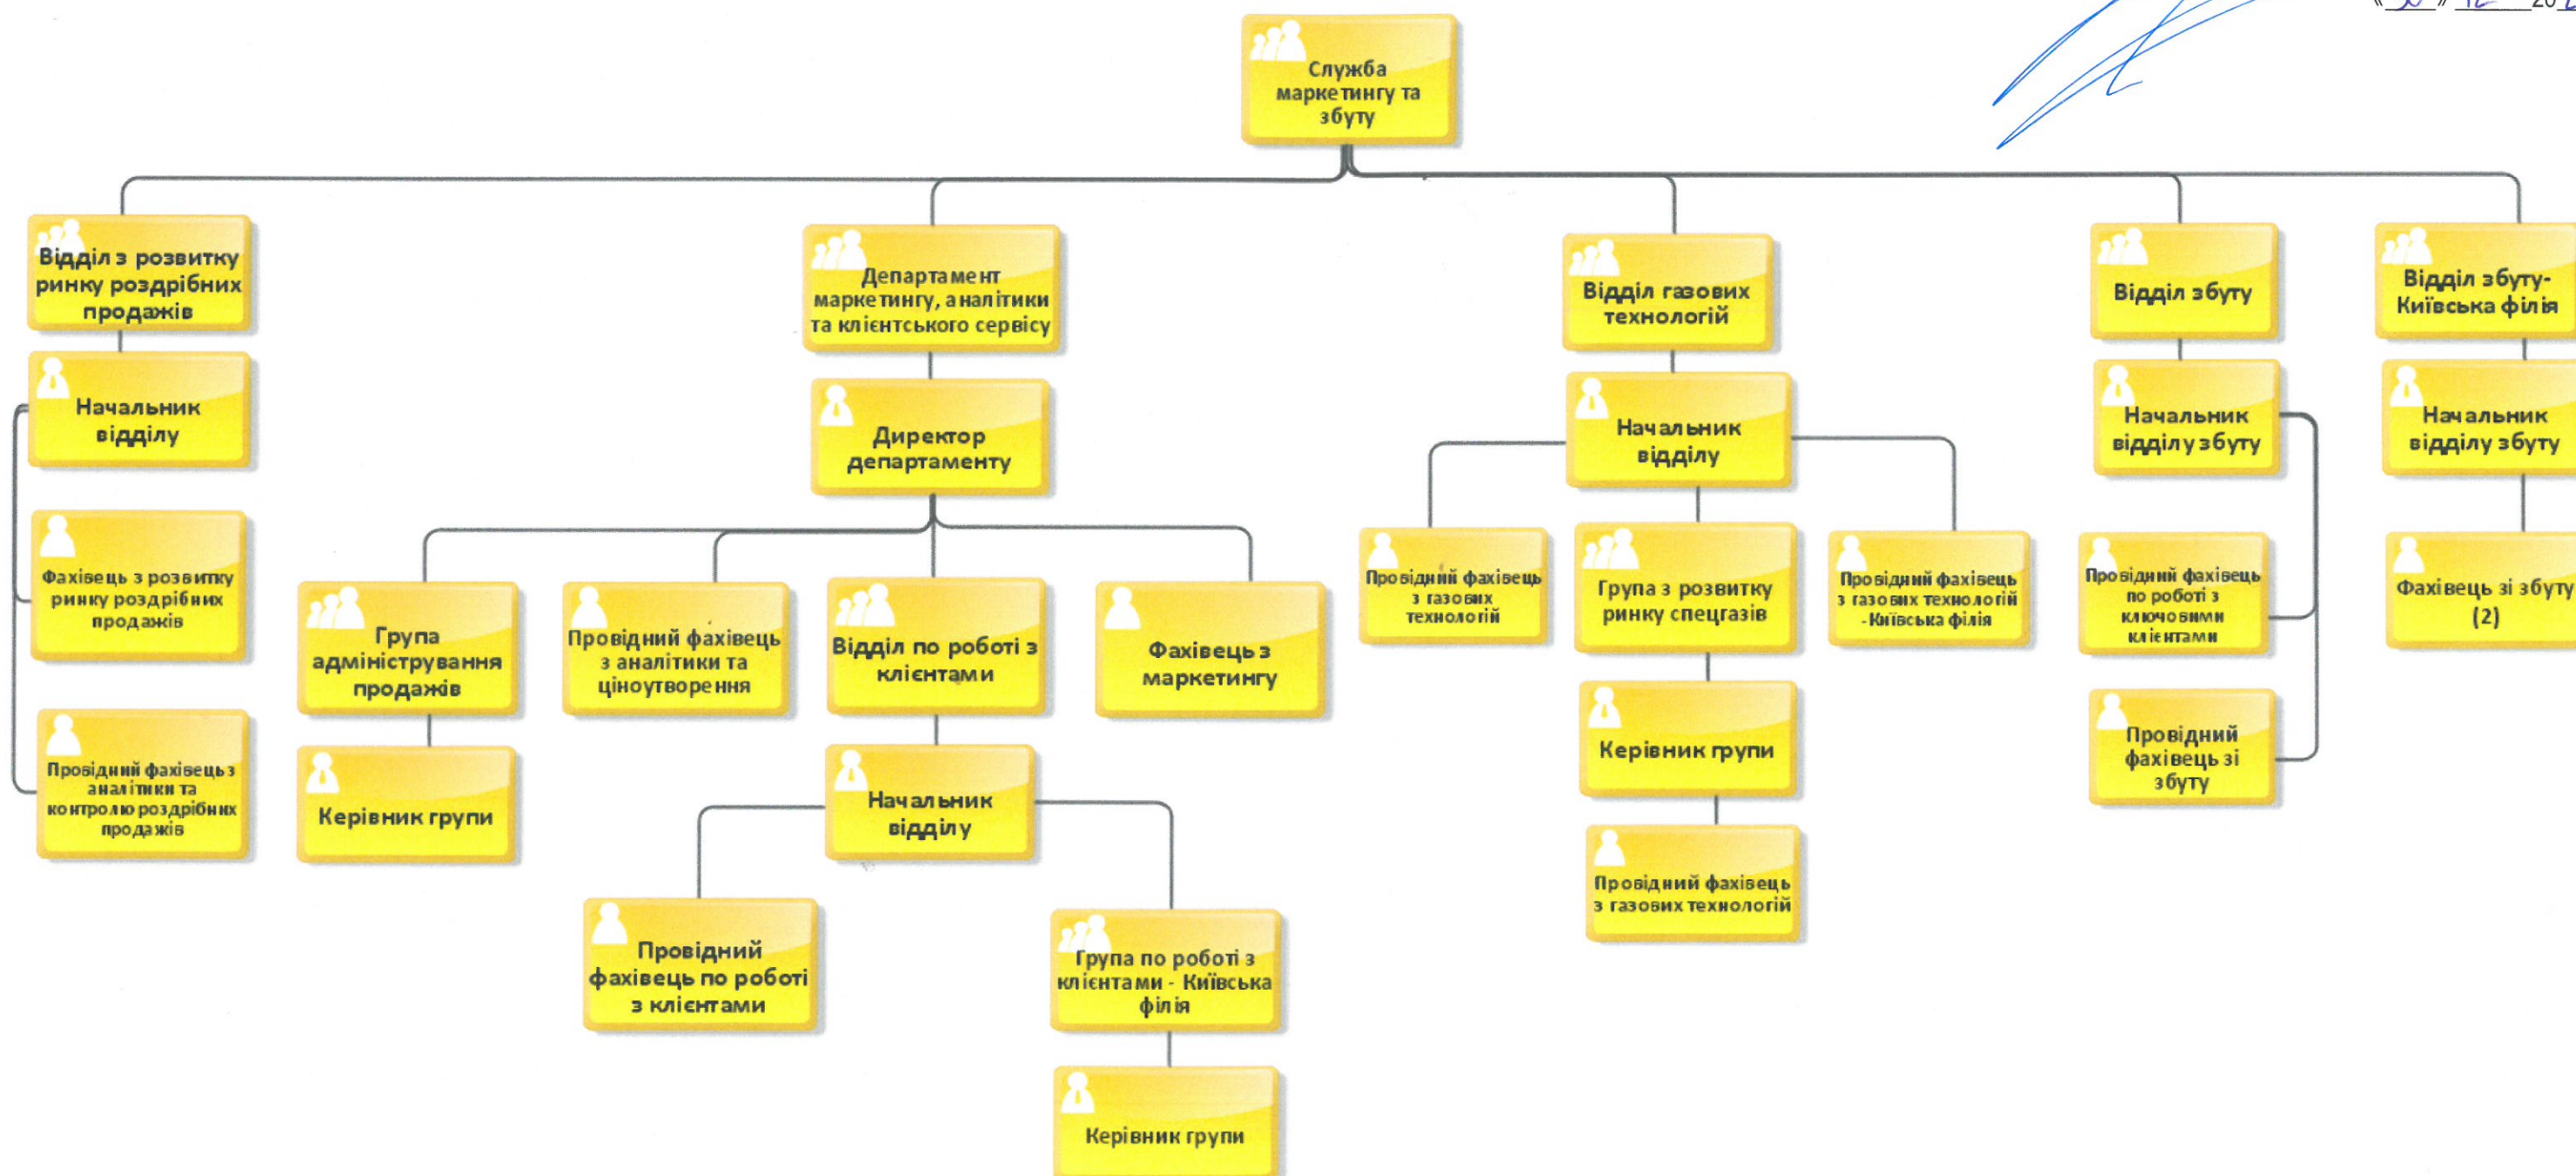 20
Служба
маркетингу та
збуту
Відділ з розвитку
ринку роздрібних
продажів
Департамент
маркетингу, аналітики
та клієнтського сервісу
Відділ газових
технологій
Відділ збуту
Відділ збуту-
Київська філія
Начальник
відділу
Директор
департаменту
Начальник
відділу
Начальник
відділу збуту
Начальник
відділу збуту
Фахівець з розвитку
ринку роздрібних
продажів
Провідний фахівець з
аналітики та
контролю роздрібних
продажів
Група
адміністрування
продажів
Провідний фахівець
з аналітики та
ціноутворення
Відділ по роботі з
клієнтами
Фахівець з
маркетингу
Провідний фахівець
з газових
технологій
Група з розвитку
ринку спецгазів
Провідний фахівець
з газових технологій
-Київська філія
Провідний фахівець
по роботі з
ключовими
клієнтами
Фахівець зі збуту
(2)
Керівник групи
Начальник
відділу
Керівник групи
Провідний
фахівець зі
збуту
Провідний
фахівець по роботі
з клієнтами
Група по роботі з
клієнтами - Київська
філія
Провідний фахівець
з газових технологій
Керівник групи